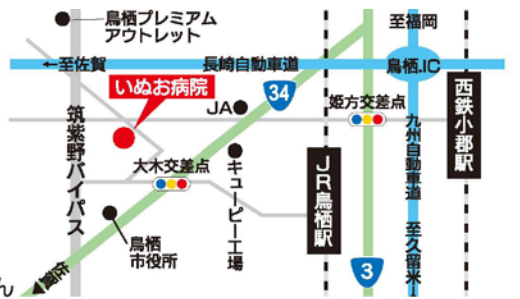 鳥栖プレミアム
アウトレット
至福岡
←至佐賀
長崎自動車道
鳥栖.IC
いぬお病院
34
JA
姫方交差点
西鉄小郡駅
筑紫野バイパス
大木交差点
キューピー工場
JR鳥栖駅
九州自動車道
鳥栖
市役所
至久留米→
3
佐賀
ん